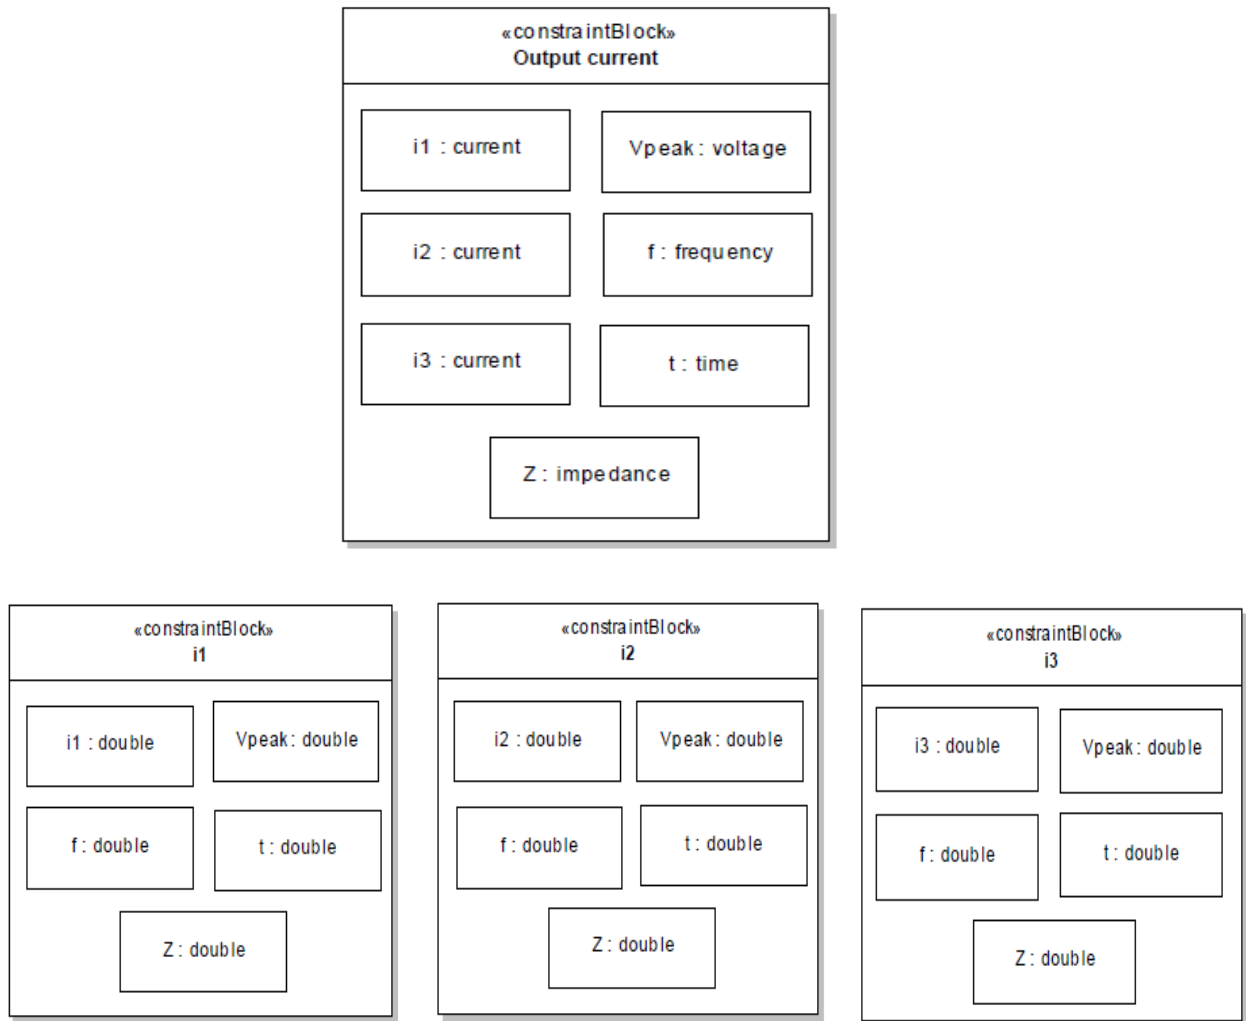 «constraintBlock»
Output current
i1 : current
Vpeak : voltage
i2 : current
f : frequency
i3 : current
t : time
Z : impedance
«constraintBlock»
i1
i1 : double
Vpeak : double
f : double
t : double
Z : double
«constraintBlock»
i2
i2 : double
Vpeak : double
f : double
t : double
Z : double
«constraintBlock»
i3
i3 : double
Vpeak : double
f : double
t : double
Z : double